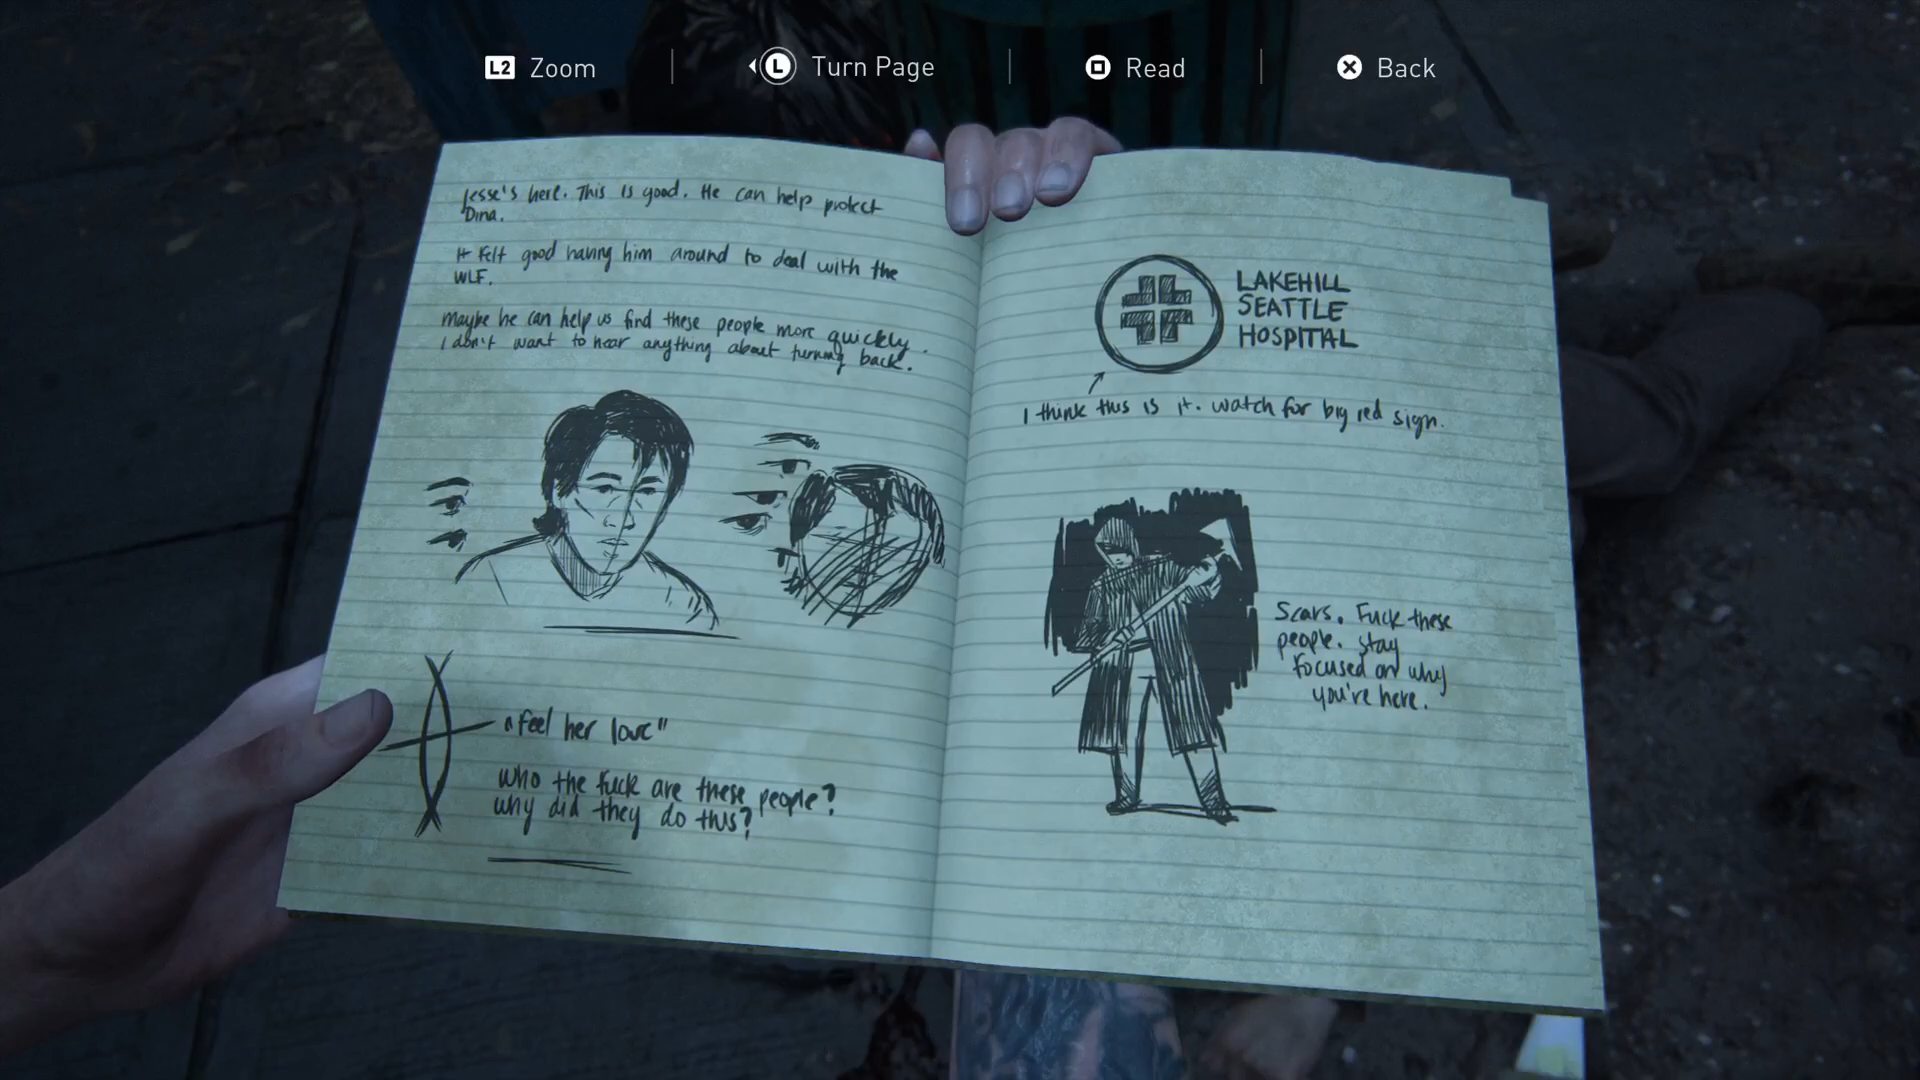 L2 Zoom
L Turn Page
Read
Back
Jesse's here. This is good. He can help protect
Dina.
It felt good having him around to deal with the
WLF.
maybe he can help us find these people more quickly.
I don't want to hear anything about turning back.
"feel her love"
who the fuck are these people?
why did they do this?
LAKEHILL
SEATTLE
HOSPITAL
I think this is it. watch for big red sign.
Scars. Fuck these
people. stay
focused on why
you're here.